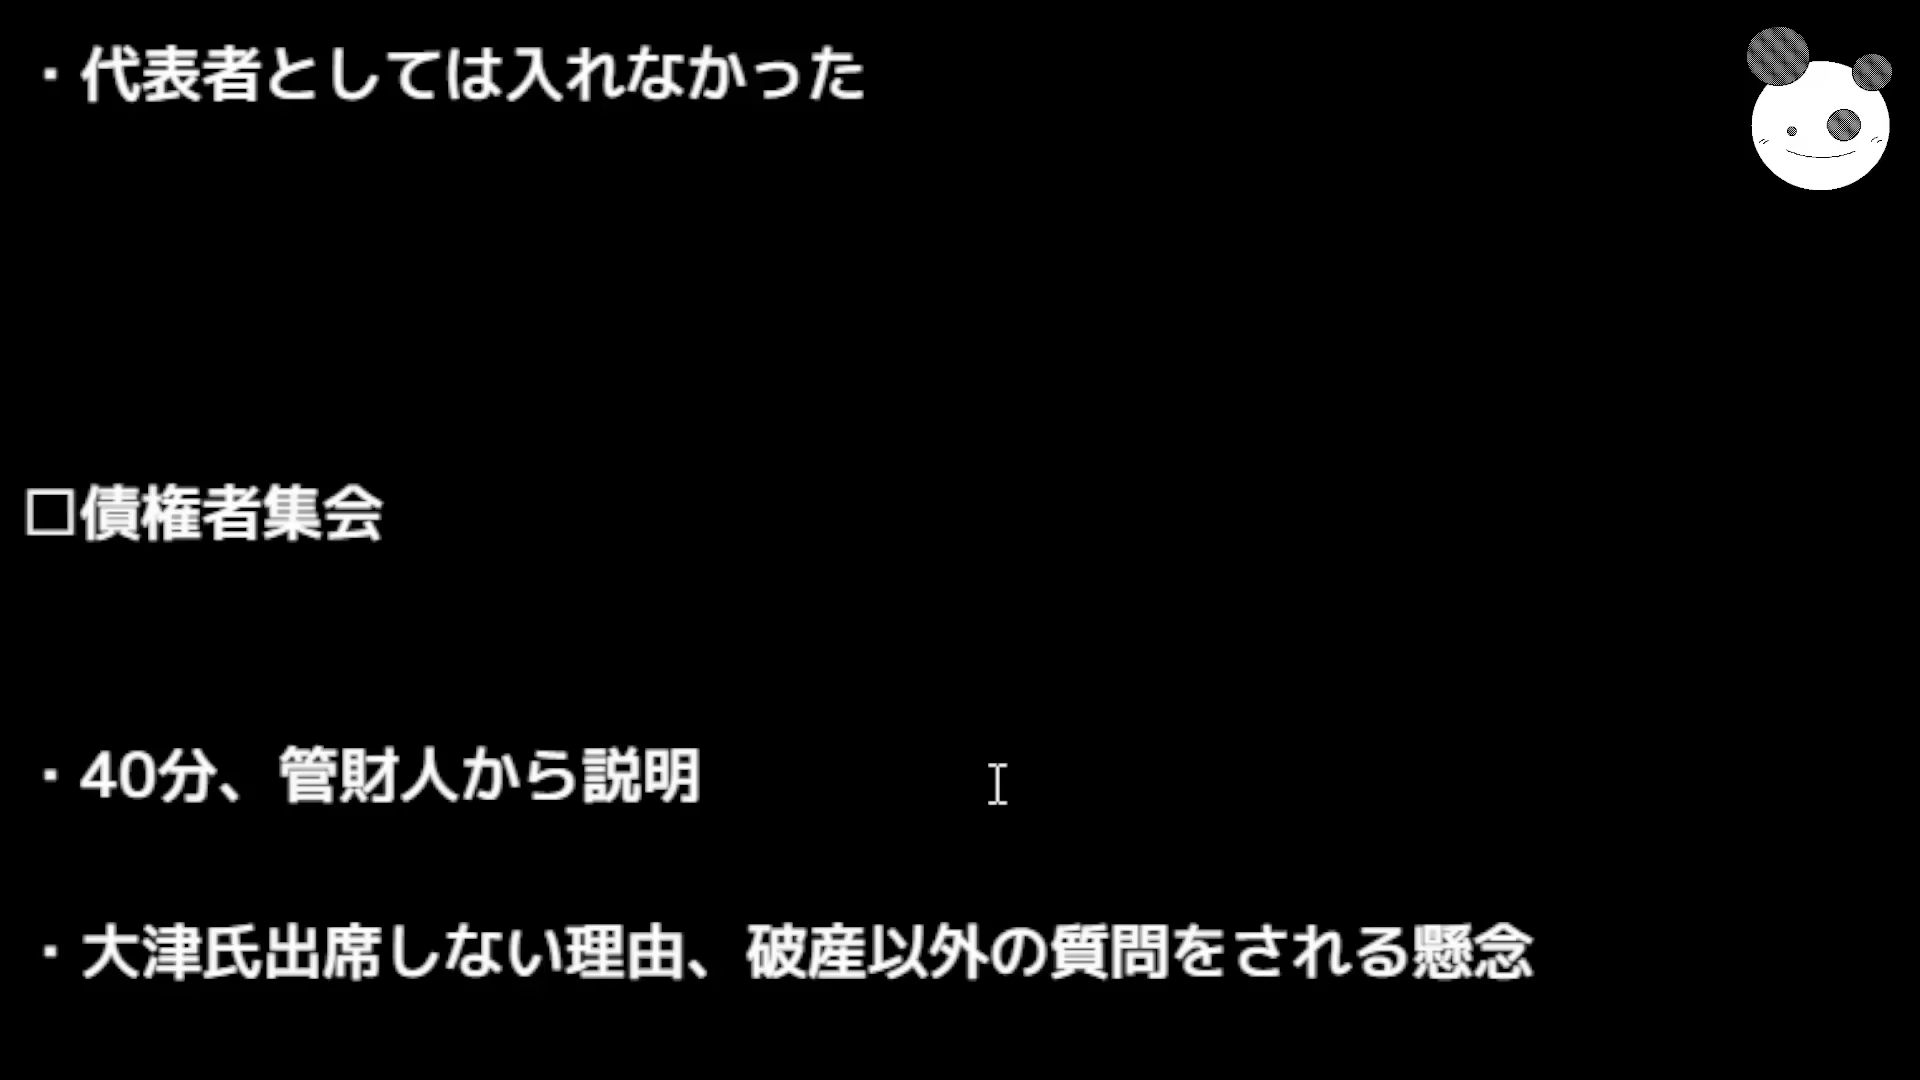 ・代表者としては入れなかった
□債権者集会
・40分、管財人から説明
・大津氏出席しない理由、破産以外の質問をされる懸念